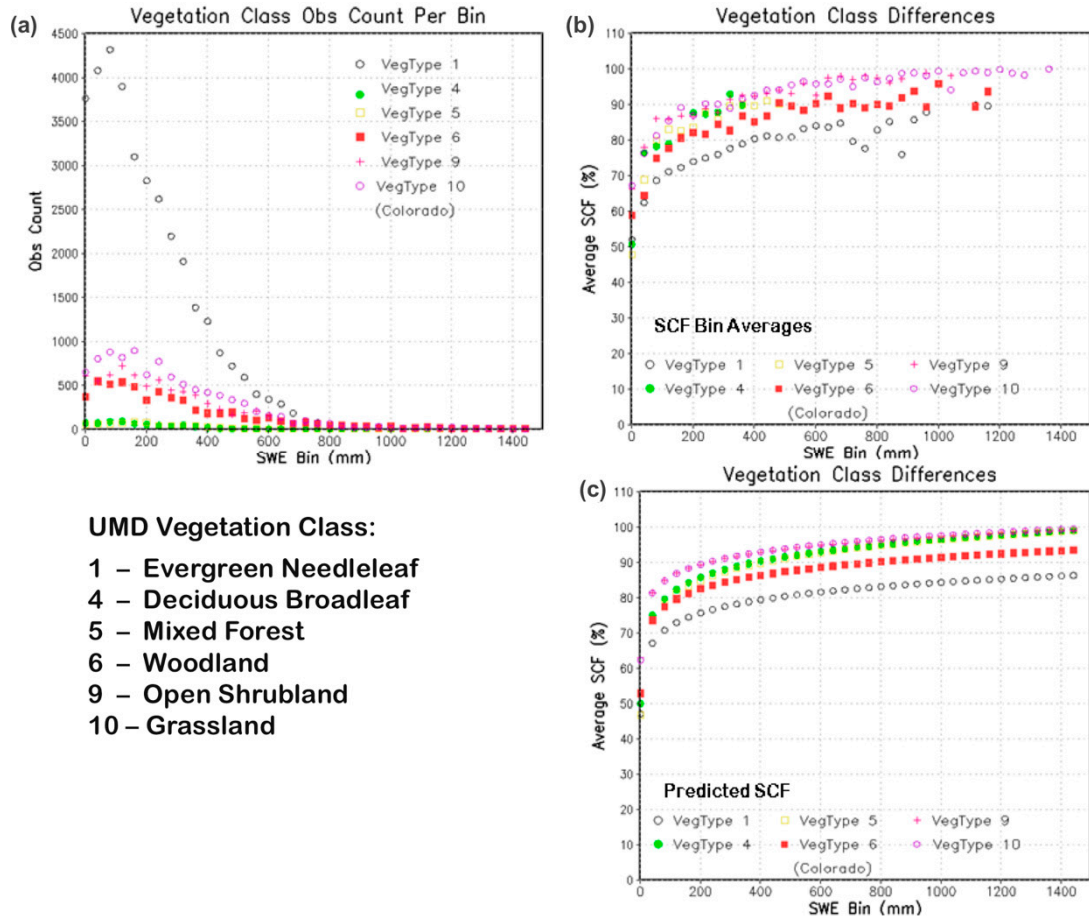 (a)
Vegetation Class Obs Count Per Bin
4500
4000
3500
3000
2500
2000
1500
1000
500
0
Obs Count
0 200 400 600 800 1000 1200 1400
SWE Bin (mm)
VegType 1
VegType 4
VegType 5
VegType 6
VegType 9
VegType 10
(Colorado)
(b)
Vegetation Class Differences
110
100
90
80
70
60
50
40
30
20
10
0
Average SCF (%)
SCF Bin Averages
VegType 1 VegType 5 VegType 9
VegType 4 VegType 6 VegType 10
(Colorado)
0 200 400 600 800 1000 1200 1400
SWE Bin (mm)
UMD Vegetation Class:
1 – Evergreen Needleleaf
4 – Deciduous Broadleaf
5 – Mixed Forest
6 – Woodland
9 – Open Shrubland
10 – Grassland
(c)
Vegetation Class Differences
110
100
90
80
70
60
50
40
30
20
10
0
Average SCF (%)
Predicted SCF
VegType 1 VegType 5 VegType 9
VegType 4 VegType 6 VegType 10
(Colorado)
0 200 400 600 800 1000 1200 1400
SWE Bin (mm)